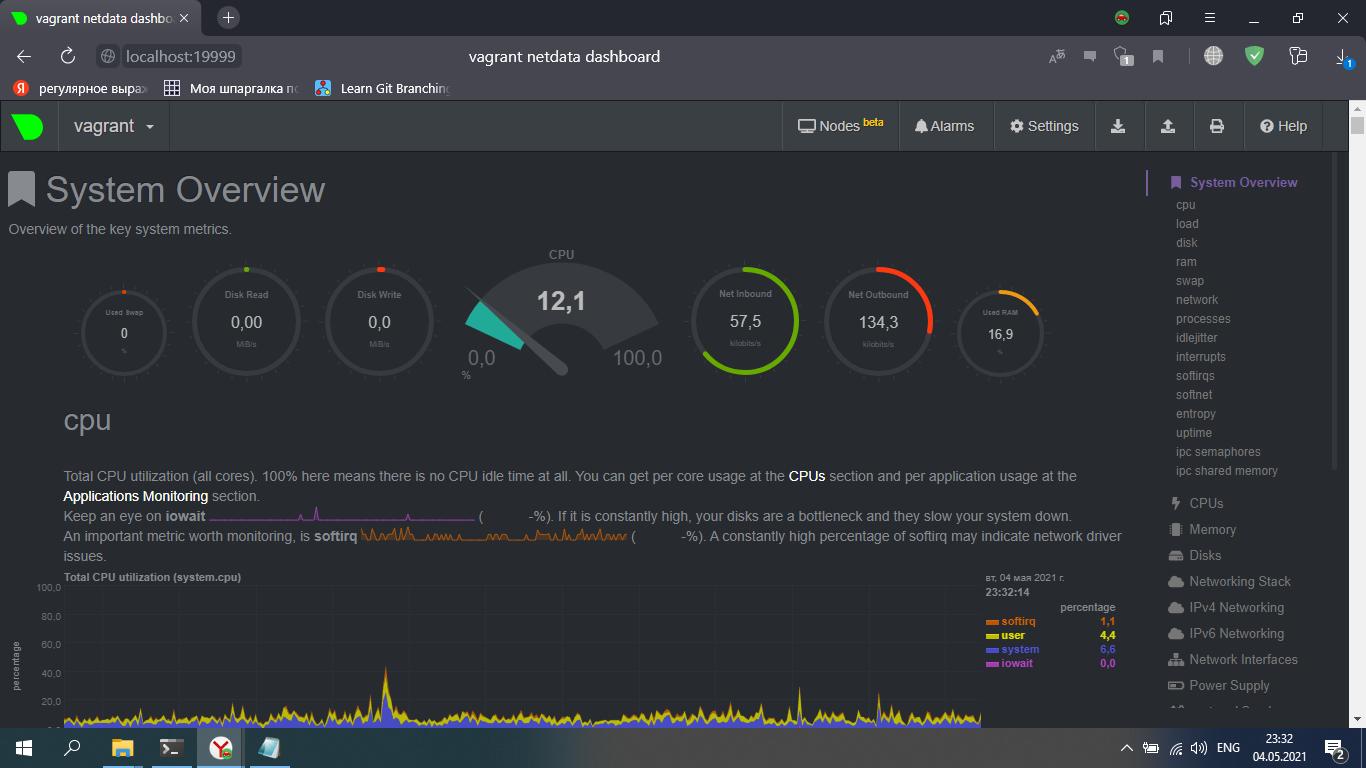 vagrant netdata dashbo
localhost:19999
vagrant netdata dashboard
1
1
Я
регулярное выраж
Моя шпаргалка по
Learn Git Branching
vagrant
Nodes beta
Alarms
Settings
Help
System Overview
Overview of the key system metrics.
Used Swap
0
%
Disk Read
0,00
MiB/s
Disk Write
0,0
MiB/s
CPU
12,1
0,0
100,0
%
Net Inbound
57,5
kilobits/s
Net Outbound
134,3
kilobits/s
Used RAM
16,9
%
cpu
Total CPU utilization (all cores). 100% here means there is no CPU idle time at all. You can get per core usage at the CPUs section and per application usage at the
Applications Monitoring section.
Keep an eye on iowait ( -%). If it is constantly high, your disks are a bottleneck and they slow your system down.
An important metric worth monitoring, is softirq ( -%). A constantly high percentage of softirq may indicate network driver
issues.
Total CPU utilization (system.cpu)
100,0
80,0
60,0
40,0
20,0
percentage
вт, 04 мая 2021 г.
23:32:14
percentage
softirq 1,1
user 4,4
system 6,6
iowait 0,0
System Overview
cpu
load
disk
ram
swap
network
processes
idlejitter
interrupts
softirqs
softnet
entropy
uptime
ipc semaphores
ipc shared memory
CPUs
Memory
Disks
Networking Stack
IPv4 Networking
IPv6 Networking
Network Interfaces
Power Supply
ENG
23:32
04.05.2021
2